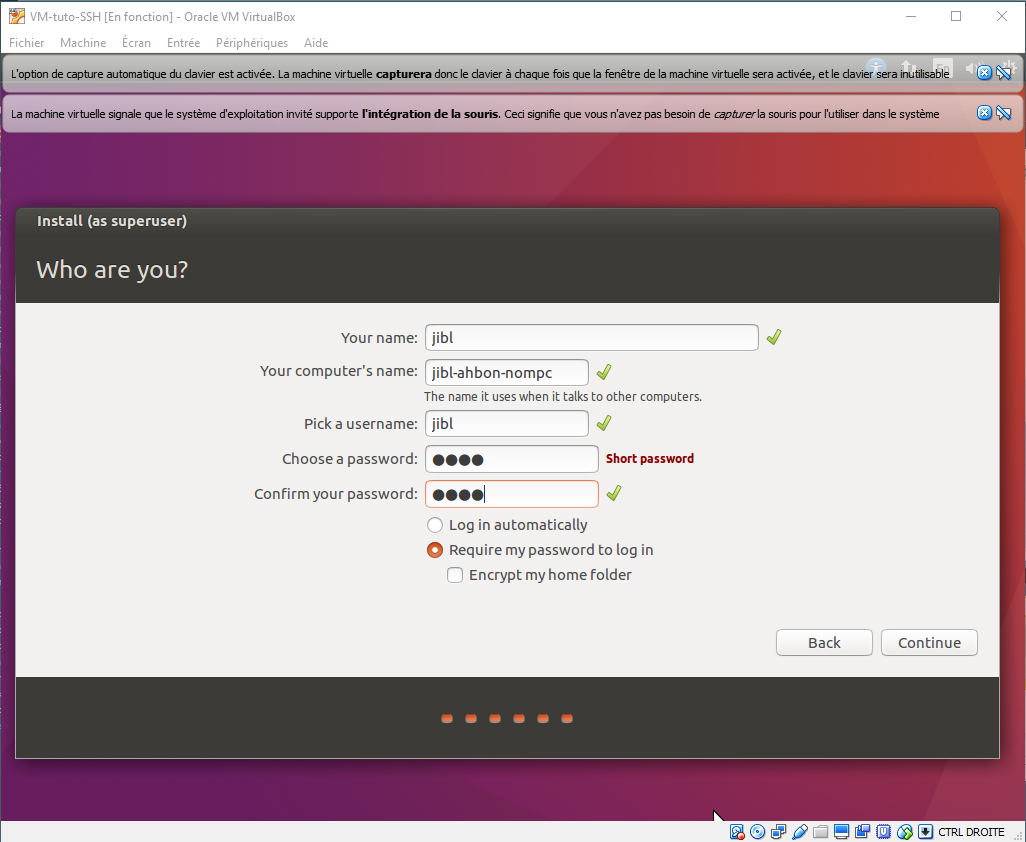 VM-tuto-SSH [En fonction] - Oracle VM VirtualBox
Fichier Machine Écran Entrée Périphériques Aide
L'option de capture automatique du clavier est activée. La machine virtuelle capturera donc le clavier à chaque fois que la fenêtre de la machine virtuelle sera activée, et le clavier sera inutilisable
La machine virtuelle signale que le système d'exploitation invité supporte l'intégration de la souris. Ceci signifie que vous n'avez pas besoin de capturer la souris pour l'utiliser dans le système
Install (as superuser)
Who are you?
Your name: jibl
Your computer's name: jibl-ahbon-nompc
The name it uses when it talks to other computers.
Pick a username: jibl
Choose a password: ●●●● Short password
Confirm your password: ●●●●
Log in automatically
Require my password to log in
Encrypt my home folder
Back Continue
CTRL DROITE